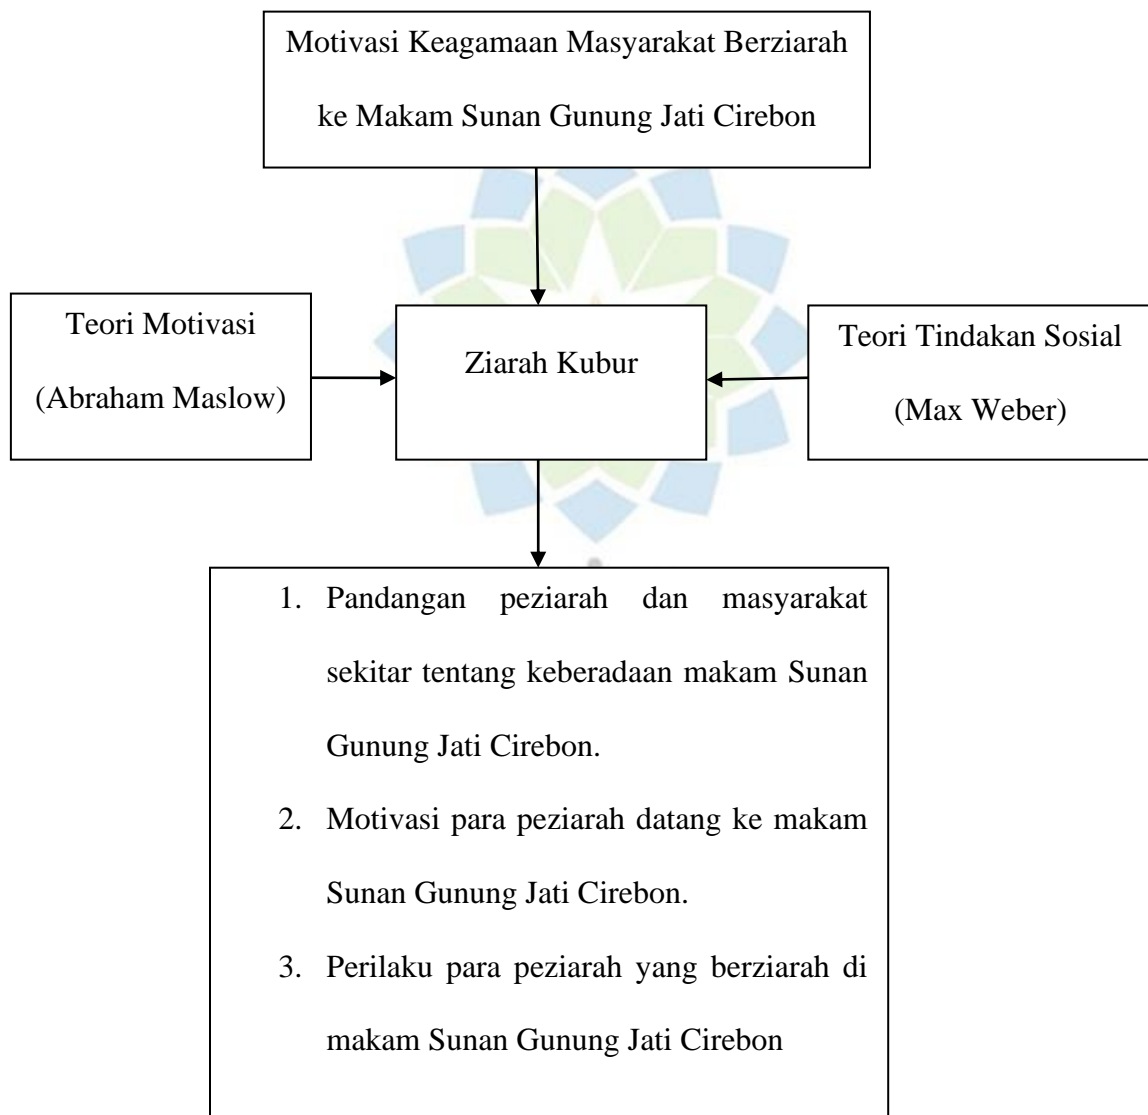 Motivasi Keagamaan Masyarakat Berziarah
ke Makam Sunan Gunung Jati Cirebon
Teori Motivasi
(Abraham Maslow)
Ziarah Kubur
Teori Tindakan Sosial
(Max Weber)
1. Pandangan peziarah dan masyarakat
sekitar tentang keberadaan makam Sunan
Gunung Jati Cirebon.
2. Motivasi para peziarah datang ke makam
Sunan Gunung Jati Cirebon.
3. Perilaku para peziarah yang berziarah di
makam Sunan Gunung Jati Cirebon